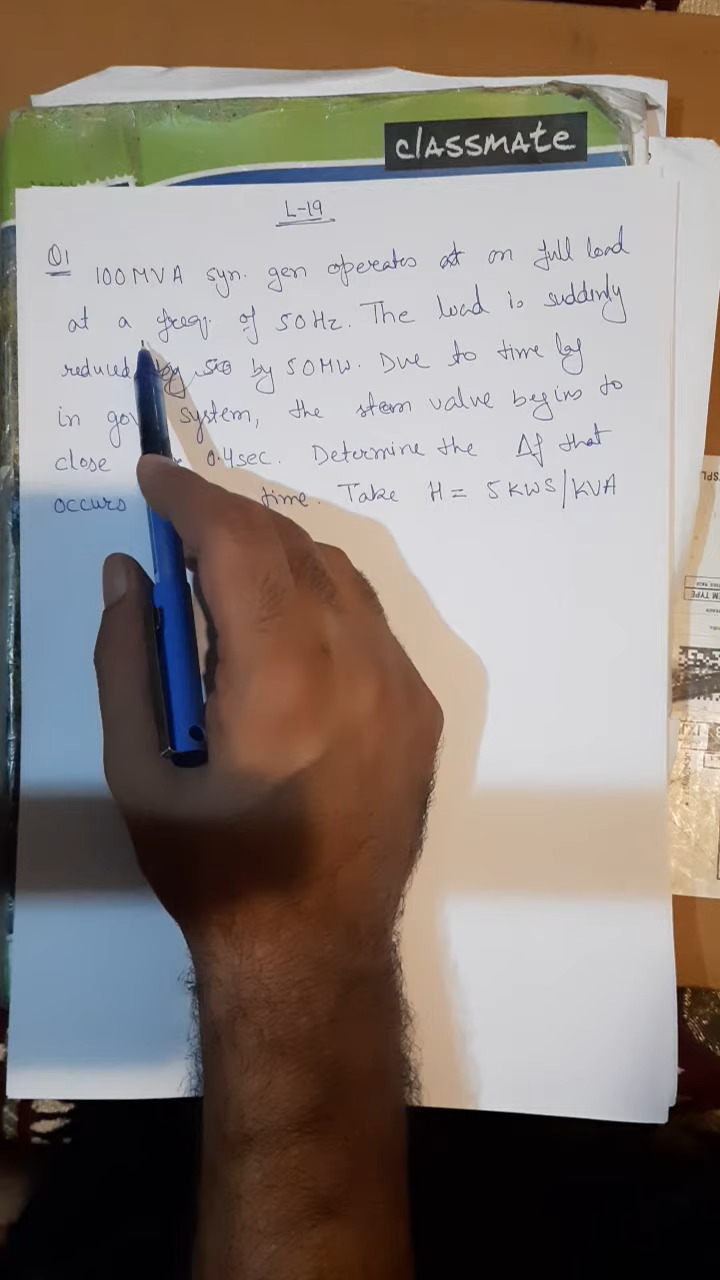 classmate
L-19
Q1 100 MVA syn. gen operates at on full load
at a freq. of 50Hz. The load is suddenly
reduced by 50MW. Due to time lag
in gov system, the steam valve begins to
close 0.4sec. Determine the Δf that
occurs time. Take H = 5 KWS/KVA